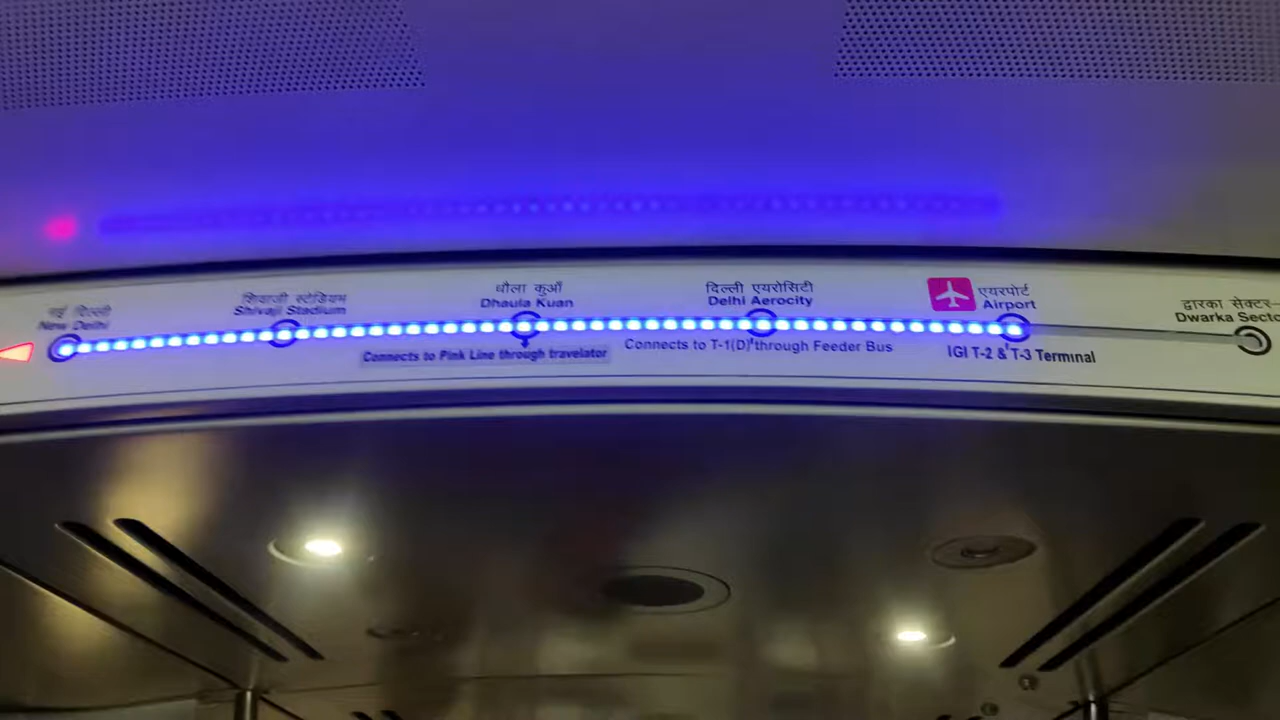 नई दिल्ली
New Delhi
शिवाजी स्टेडियम
Shivaji Stadium
धौला कुआँ
Dhaula Kuan
Connects to Pink Line through travelator
दिल्ली एयरोसिटी
Delhi Aerocity
Connects to T-1(D) through Feeder Bus
एयरपोर्ट
Airport
IGI T-2 & T-3 Terminal
द्वारका सेक्टर-
Dwarka Secto